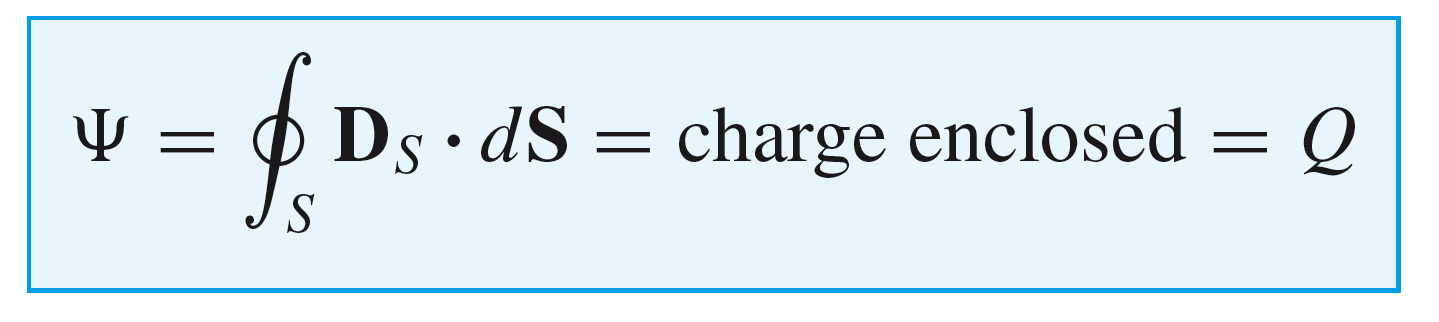 Ψ = ∮_S D_S · dS = charge enclosed = Q